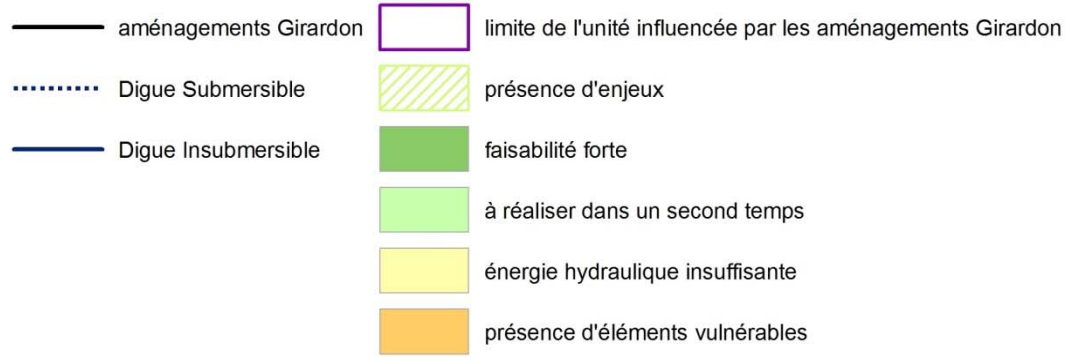 aménagements Girardon
limite de l'unité influencée par les aménagements Girardon
Digue Submersible
présence d'enjeux
Digue Insubmersible
faisabilité forte
à réaliser dans un second temps
énergie hydraulique insuffisante
présence d'éléments vulnérables